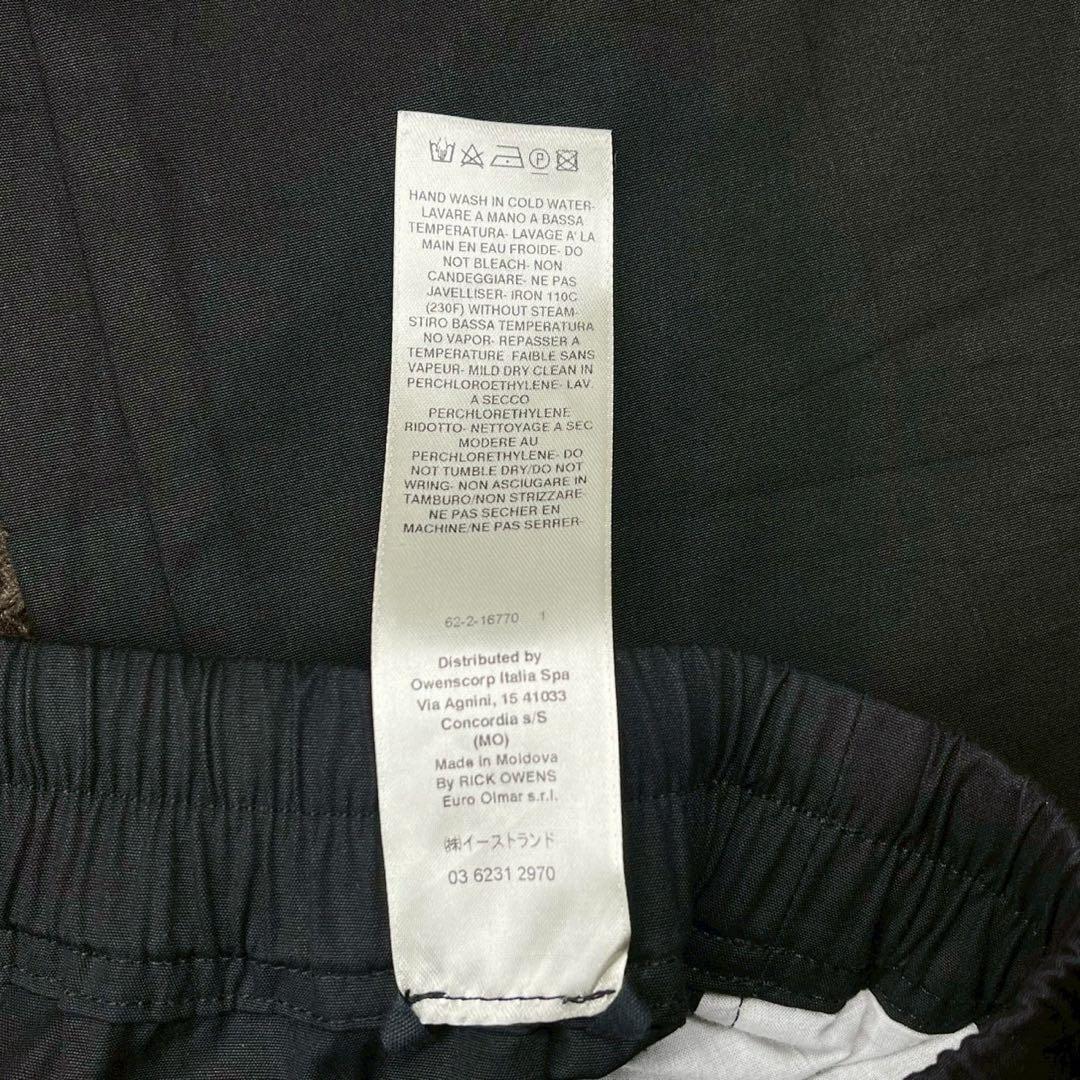 P
HAND WASH IN COLD WATER-
LAVARE A MANO A BASSA
TEMPERATURA- LAVAGE A' LA
MAIN EN EAU FROIDE- DO
NOT BLEACH- NON
CANDEGGIARE- NE PAS
JAVELLISER- IRON 110C
(230F) WITHOUT STEAM-
STIRO BASSA TEMPERATURA
NO VAPOR- REPASSER A
TEMPERATURE FAIBLE SANS
VAPEUR- MILD DRY CLEAN IN
PERCHLOROETHYLENE- LAV.
A SECCO
PERCHLORETHYLENE
RIDOTTO- NETTOYAGE A SEC
MODERE AU
PERCHLORETHYLENE- DO
NOT TUMBLE DRY/DO NOT
WRING- NON ASCIUGARE IN
TAMBURO/NON STRIZZARE-
NE PAS SECHER EN
MACHINE/NE PAS SERRER-
62-2-16770 1
Distributed by
Owenscorp Italia Spa
Via Agnini, 15 41033
Concordia s/S
(MO)
Made in Moldova
By RICK OWENS
Euro Olmar s.r.l.
㈱イーストランド
03 6231 2970